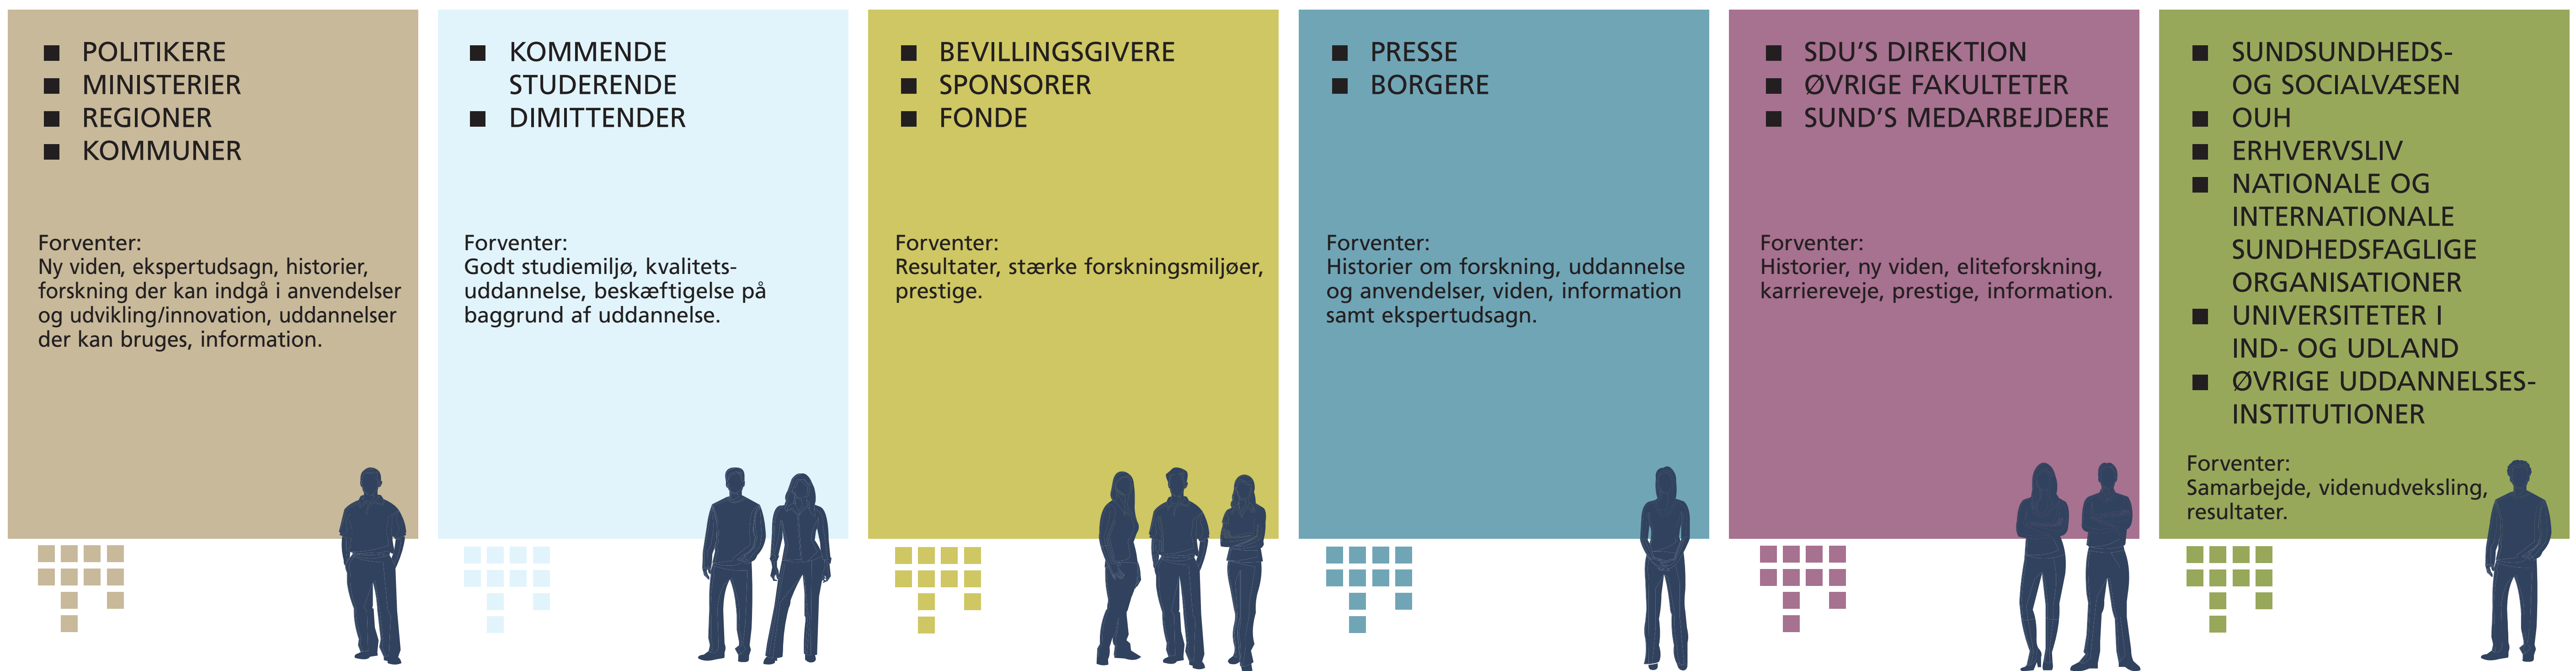 ■ POLITIKERE
■ MINISTERIER
■ REGIONER
■ KOMMUNER
Forventer:
Ny viden, ekspertudsagn, historier,
forskning der kan indgå i anvendelser
og udvikling/innovation, uddannelser
der kan bruges, information.
■ KOMMENDE
STUDERENDE
■ DIMITTENDER
Forventer:
Godt studiemiljø, kvalitets-
uddannelse, beskæftigelse på
baggrund af uddannelse.
■ BEVILLINGSGIVERE
■ SPONSORER
■ FONDE
Forventer:
Resultater, stærke forskningsmiljøer,
prestige.
■ PRESSE
■ BORGERE
Forventer:
Historier om forskning, uddannelse
og anvendelser, viden, information
samt ekspertudsagn.
■ SDU’S DIREKTION
■ ØVRIGE FAKULTETER
■ SUND’S MEDARBEJDERE
Forventer:
Historier, ny viden, eliteforskning,
karriereveje, prestige, information.
■ SUNDSUNDHEDS-
OG SOCIALVÆSEN
■ OUH
■ ERHVERVSLIV
■ NATIONALE OG
INTERNATIONALE
SUNDHEDSFAGLIGE
ORGANISATIONER
■ UNIVERSITETER I
IND- OG UDLAND
■ ØVRIGE UDDANNELSES-
INSTITUTIONER
Forventer:
Samarbejde, videnudveksling,
resultater.